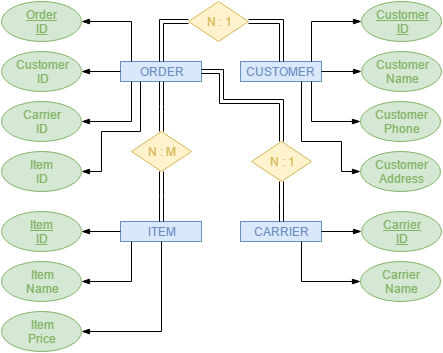 Order
ID
N : 1
Customer
ID
Customer
ID
ORDER
CUSTOMER
Customer
Name
Carrier
ID
Customer
Phone
Item
ID
N : M
N : 1
Customer
Address
Item
ID
ITEM
CARRIER
Carrier
ID
Item
Name
Carrier
Name
Item
Price